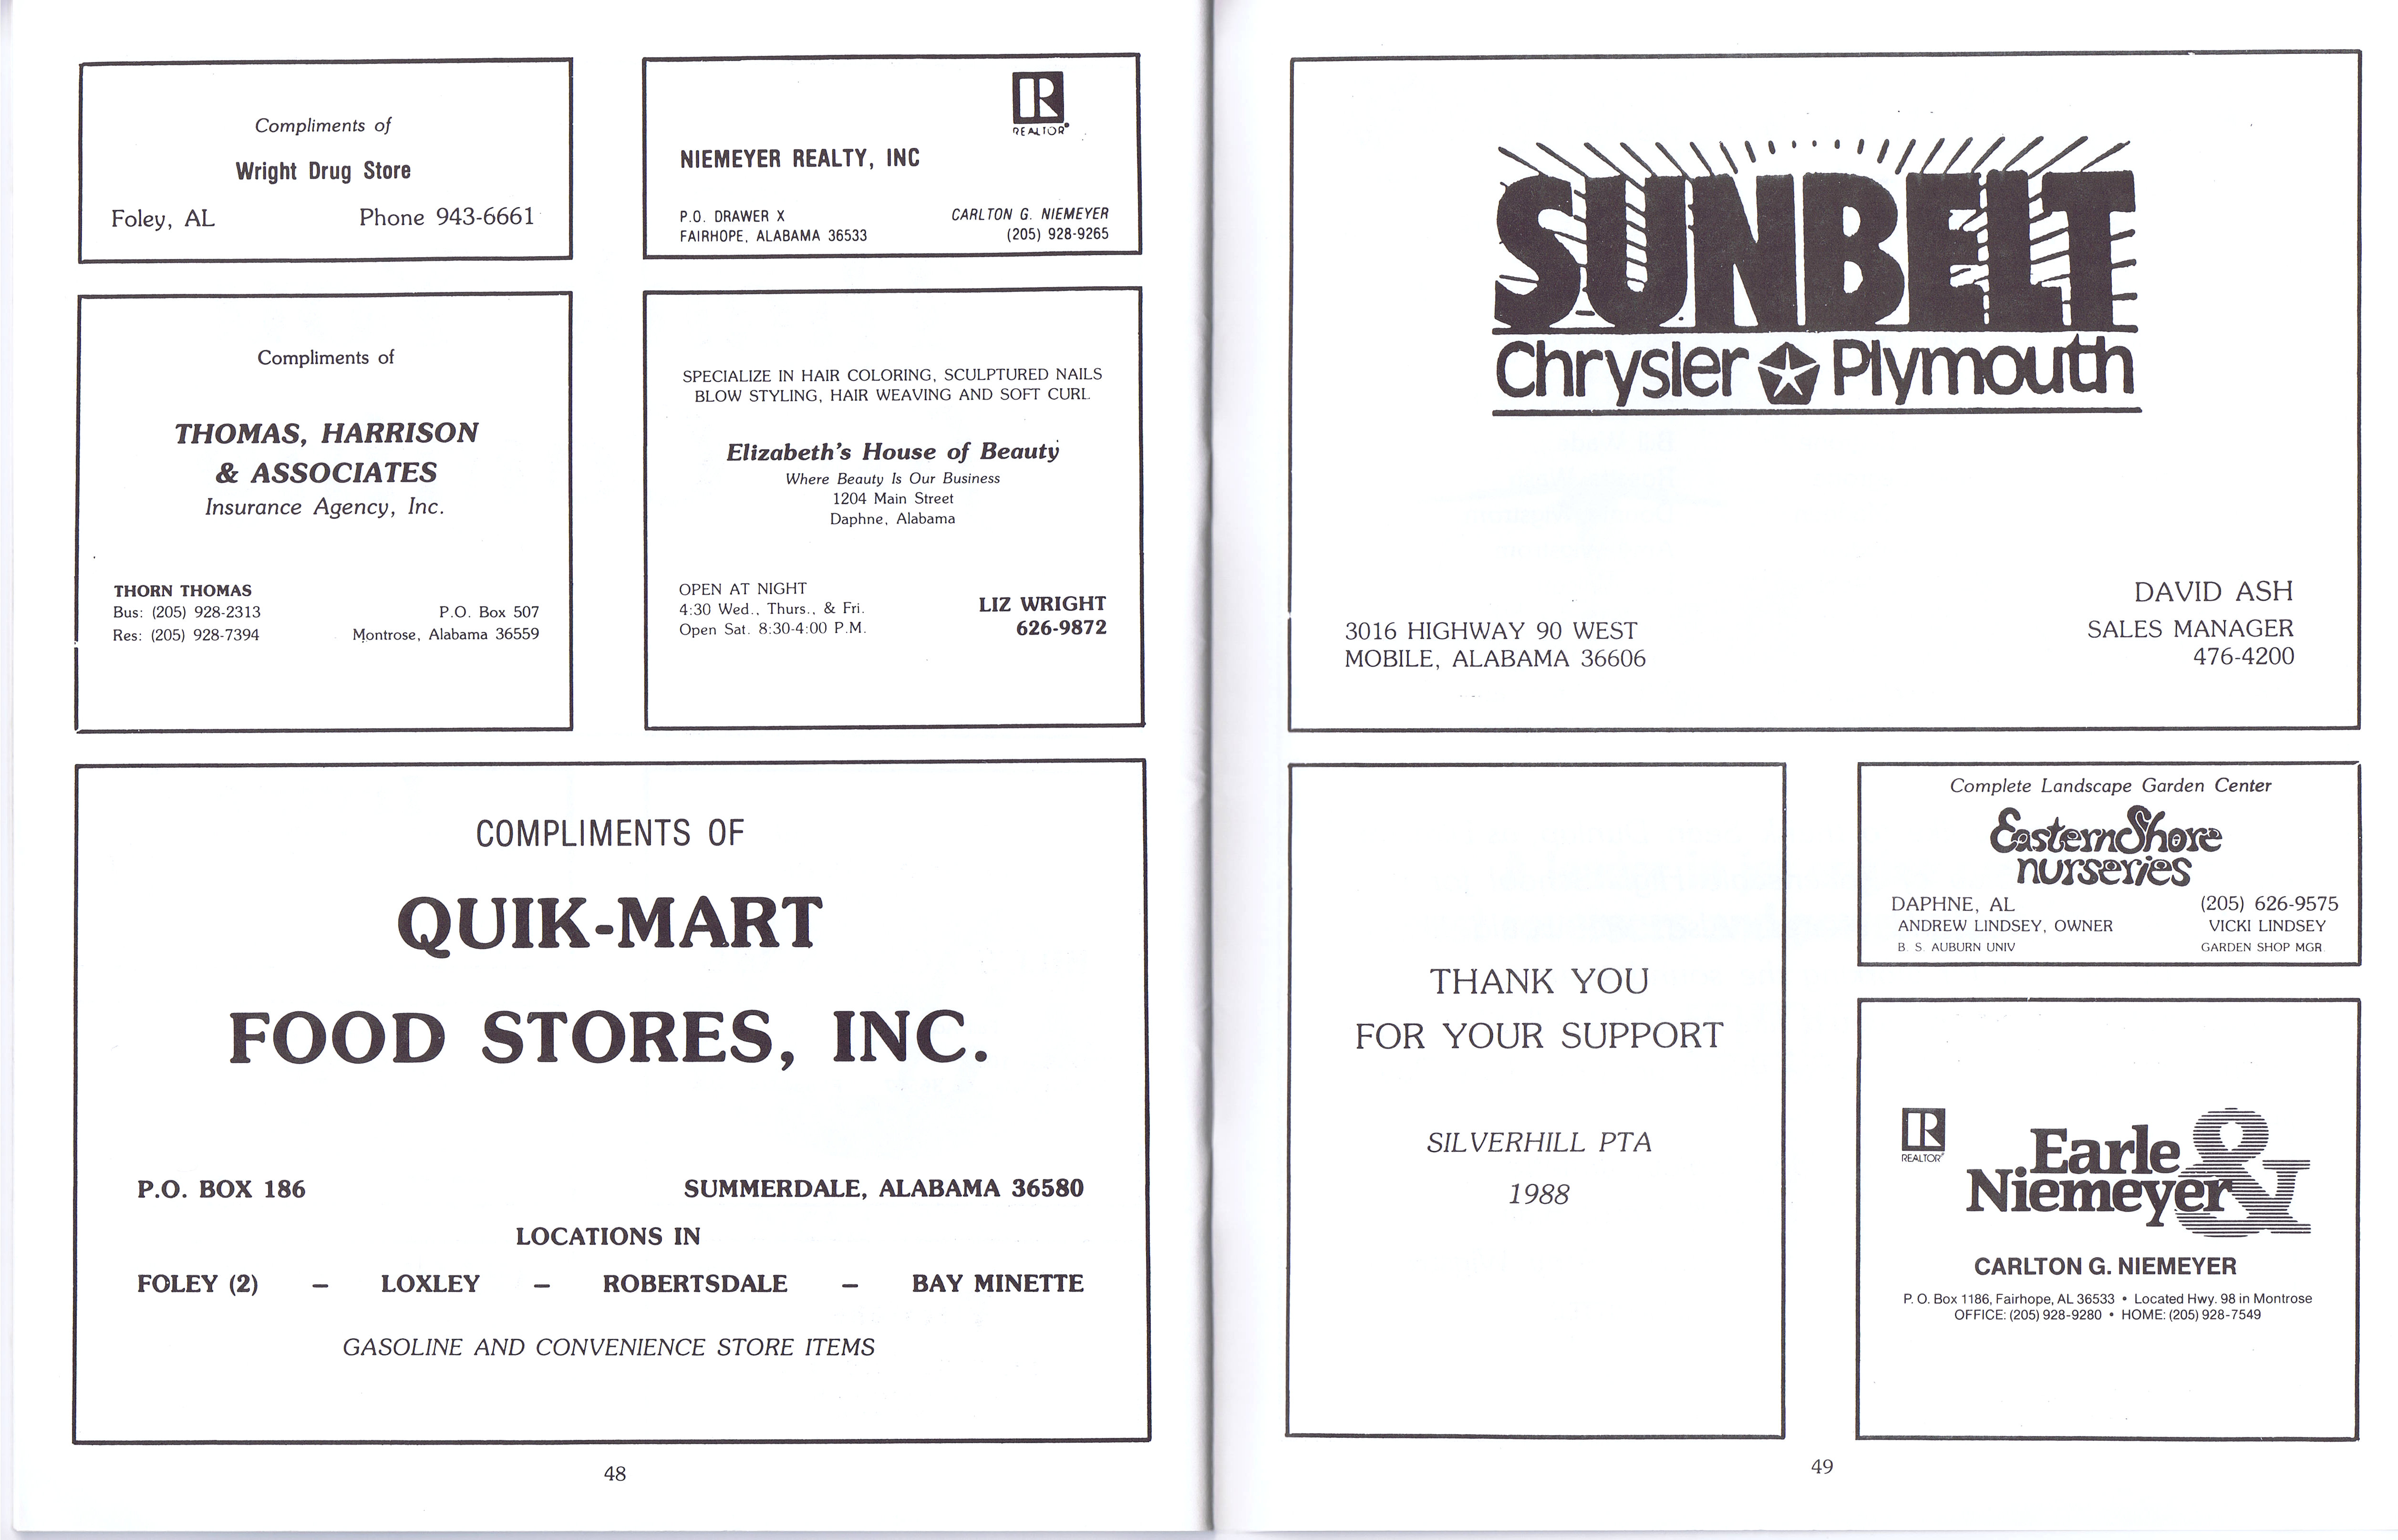 Compliments of
Wright Drug Store
Foley, AL Phone 943-6661
REALTOR®
NIEMEYER REALTY, INC
P.O. DRAWER X CARLTON G. NIEMEYER
FAIRHOPE, ALABAMA 36533 (205) 928-9265
Compliments of
THOMAS, HARRISON
& ASSOCIATES
Insurance Agency, Inc.
THORN THOMAS
Bus: (205) 928-2313 P.O. Box 507
Res: (205) 928-7394 Montrose, Alabama 36559
SPECIALIZE IN HAIR COLORING, SCULPTURED NAILS
BLOW STYLING, HAIR WEAVING AND SOFT CURL
Elizabeth's House of Beauty
Where Beauty Is Our Business
1204 Main Street
Daphne, Alabama
OPEN AT NIGHT
4:30 Wed., Thurs., & Fri. LIZ WRIGHT
Open Sat. 8:30-4:00 P.M. 626-9872
COMPLIMENTS OF
QUIK-MART
FOOD STORES, INC.
P.O. BOX 186 SUMMERDALE, ALABAMA 36580
LOCATIONS IN
FOLEY (2) – LOXLEY – ROBERTSDALE – BAY MINETTE
GASOLINE AND CONVENIENCE STORE ITEMS
48
SUNBELT
Chrysler Plymouth
DAVID ASH
3016 HIGHWAY 90 WEST SALES MANAGER
MOBILE, ALABAMA 36606 476-4200
THANK YOU
FOR YOUR SUPPORT
SILVERHILL PTA
1988
Complete Landscape Garden Center
Eastern Shore
nurseries
DAPHNE, AL (205) 626-9575
ANDREW LINDSEY, OWNER VICKI LINDSEY
B. S. AUBURN UNIV GARDEN SHOP MGR.
REALTOR®
Earle &
Niemeyer
CARLTON G. NIEMEYER
P. O. Box 1186, Fairhope, AL 36533 • Located Hwy. 98 in Montrose
OFFICE: (205) 928-9280 • HOME: (205) 928-7549
49